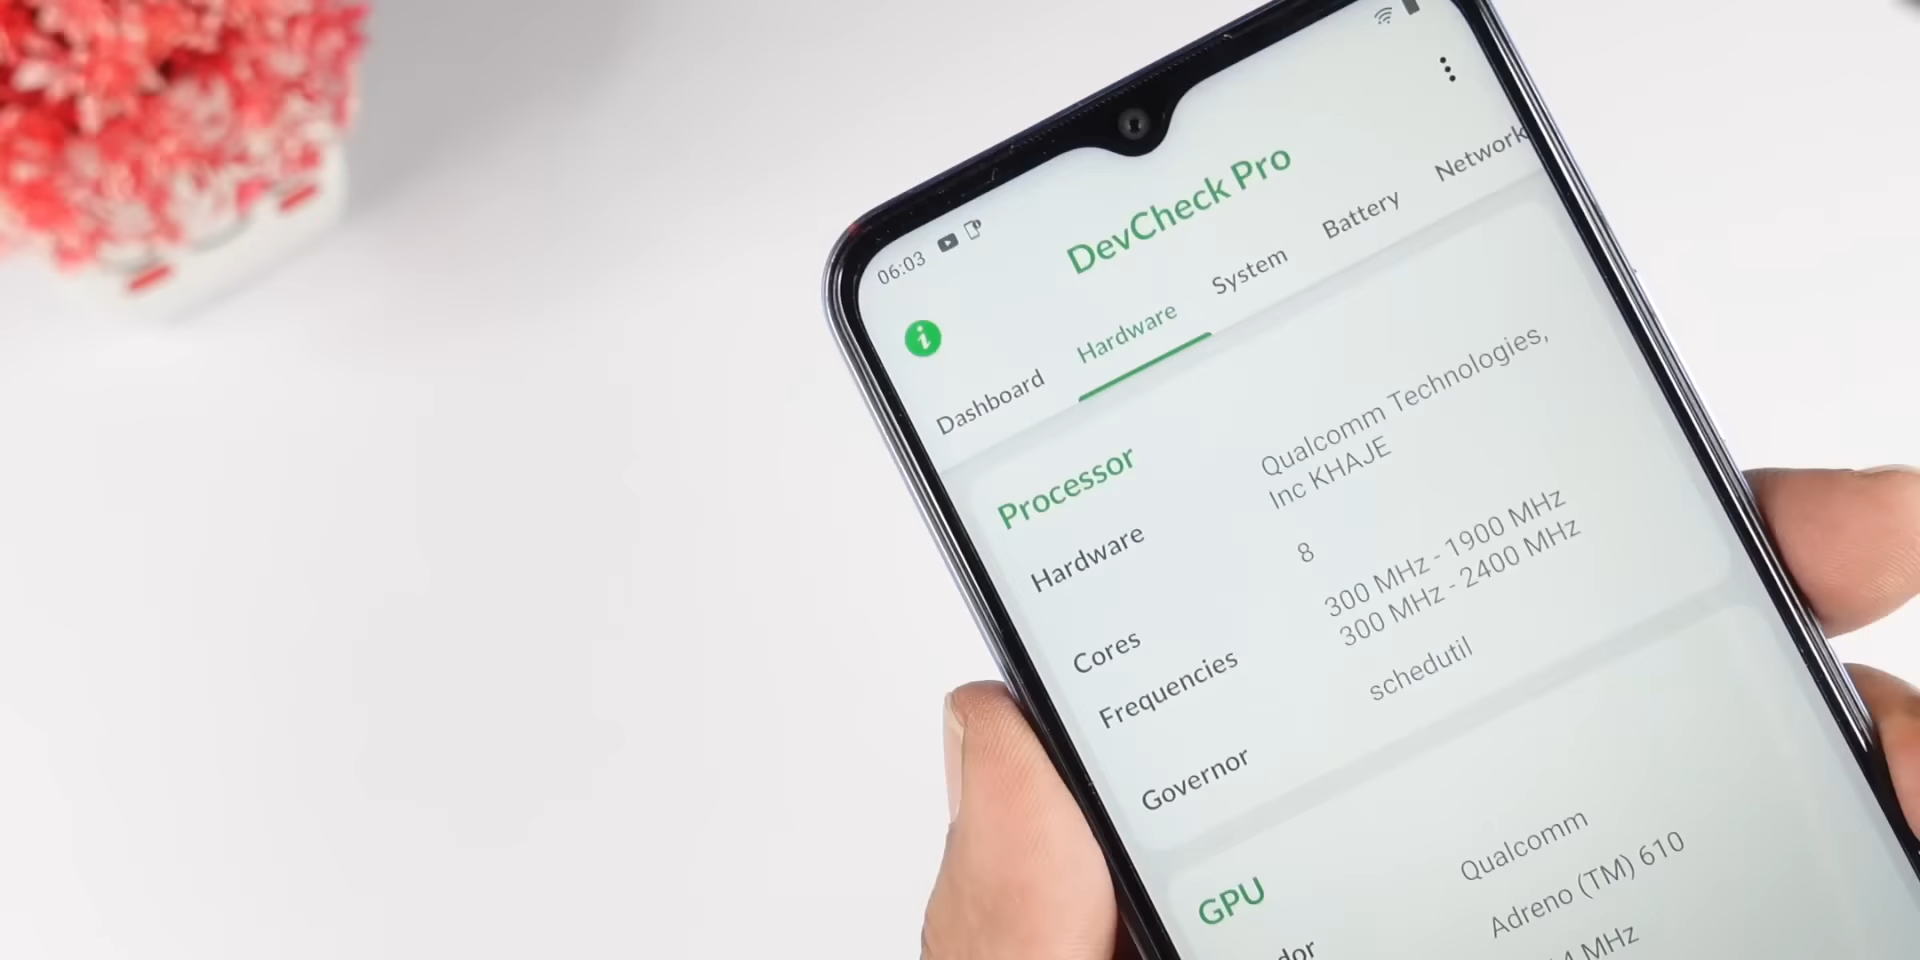 06:03
DevCheck Pro
Dashboard Hardware System Battery Network
Processor
Hardware Qualcomm Technologies,
Inc KHAJE
Cores 8
Frequencies 300 MHz - 1900 MHz
300 MHz - 2400 MHz
Governor schedutil
GPU
Qualcomm
Adreno (TM) 610
MHz